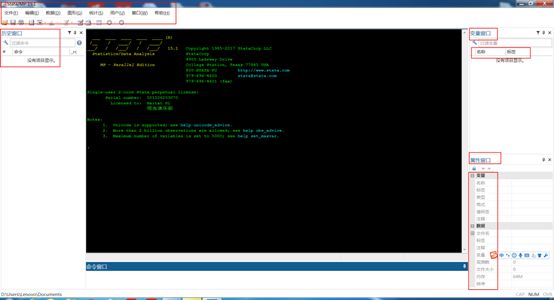 文件(F) 编辑(E) 数据(D) 图形(G) 统计(S) 用户(U) 窗口(W) 帮助(H)
历史窗口
过滤命令
命令 _rc
没有项目显示。
(R)
15.1 Copyright 1985-2017 StataCorp LLC
Statistics/Data Analysis StataCorp
4905 Lakeway Drive
MP - Parallel Edition College Station, Texas 77845 USA
800-STATA-PC http://www.stata.com
979-696-4600 stata@stata.com
979-696-4601 (fax)
Single-user 2-core Stata perpetual license:
Serial number:
Licensed to:
Notes:
1. Unicode is supported; see help unicode_advice.
2. More than 2 billion observations are allowed; see help obs_advice.
3. Maximum number of variables is set to 5000; see help set_maxvar.
.
命令窗口
变量窗口
过滤变量
名称 标签
没有项目显示。
属性窗口
变量
名称
标签
类型
格式
值标签
注释
数据
文件名
标签
注释
变量
观测数 0
文件大小 0
内存 64M
排序
C:\Users\Lenovo\Documents
CAP NUM OVR